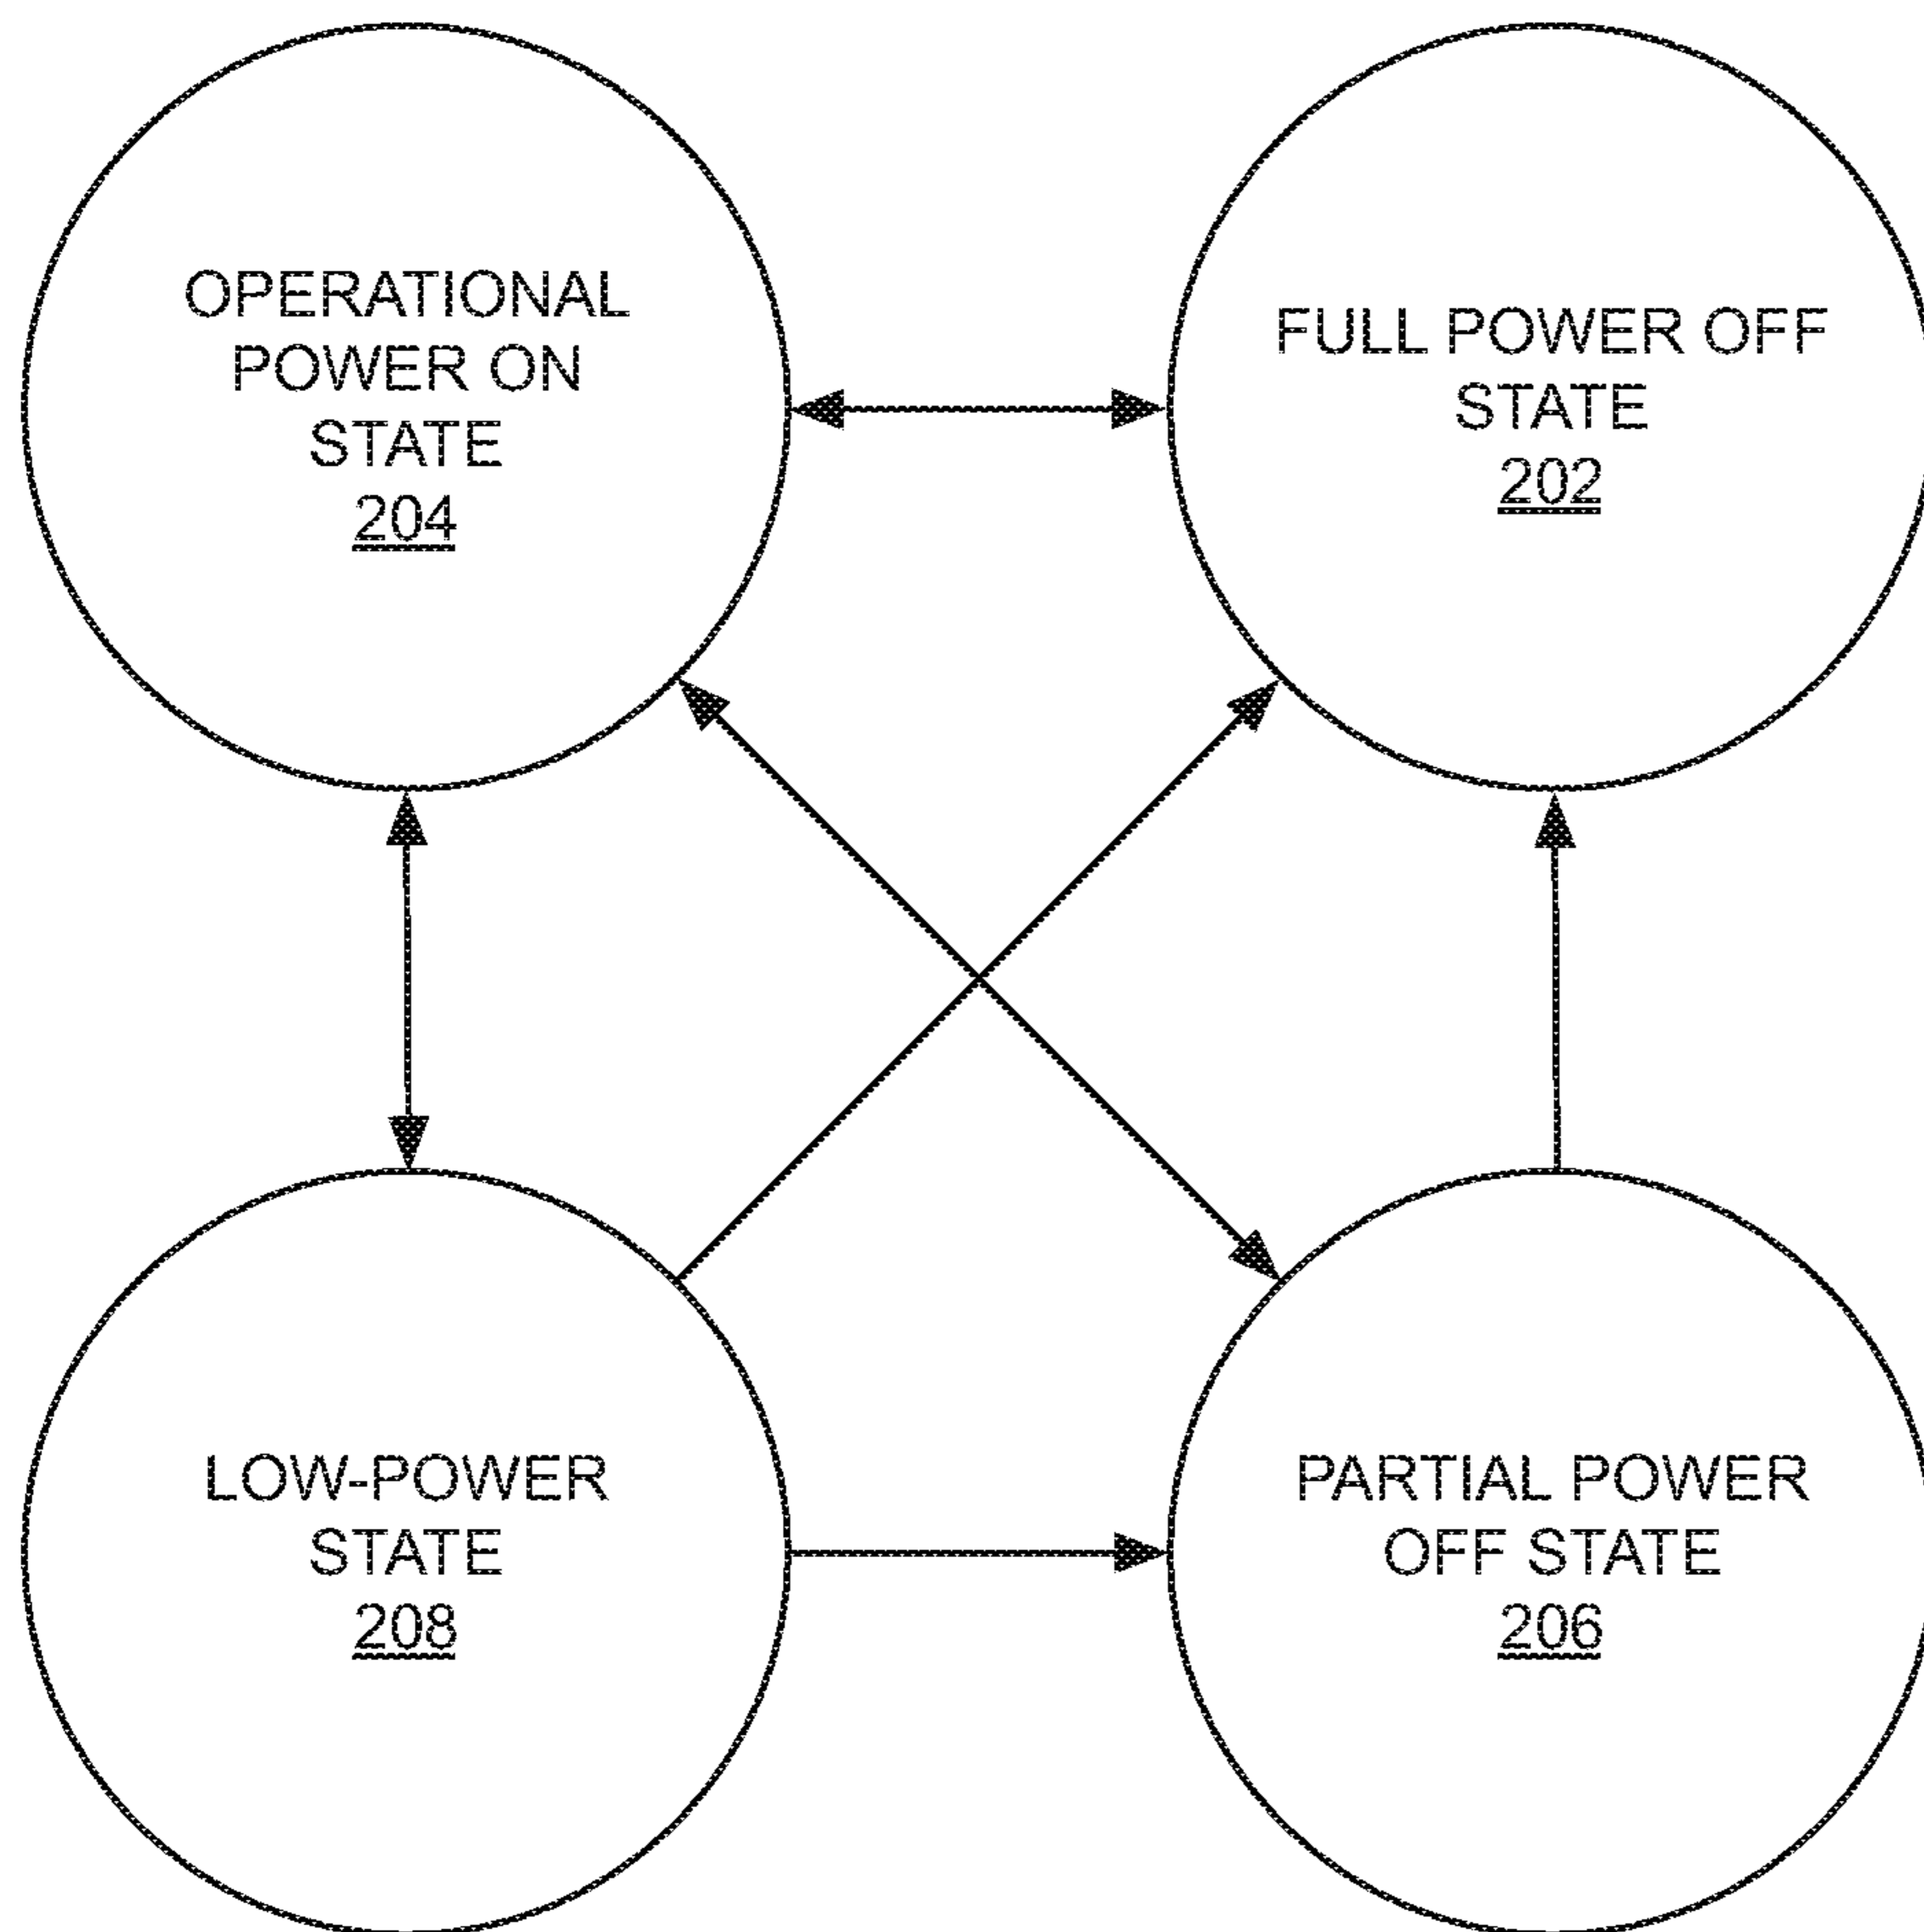 OPERATIONAL
POWER ON
STATE
204
FULL POWER OFF
STATE
202
LOW-POWER
STATE
208
PARTIAL POWER
OFF STATE
206